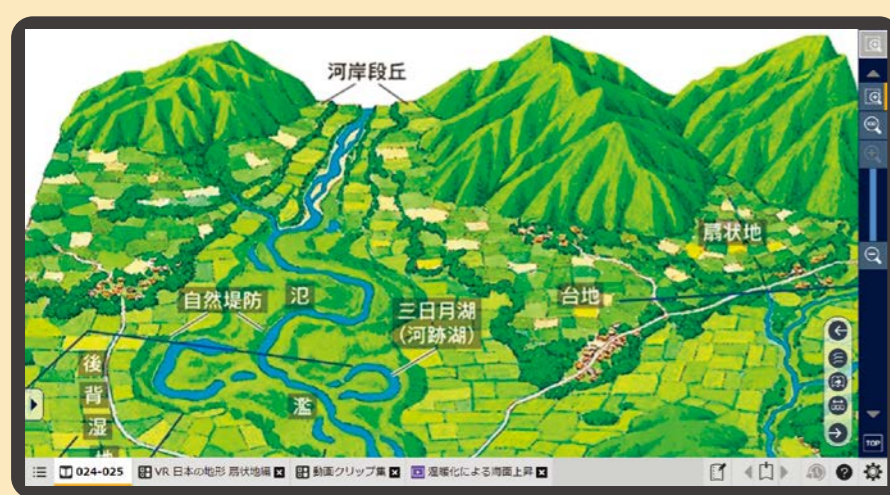 河岸段丘
扇状地
台地
自然堤防
氾
三日月湖
(河跡湖)
後
背
湿
地
濫
TOP
024-025
VR 日本の地形 扇状地編
動画クリップ集
温暖化による海面上昇